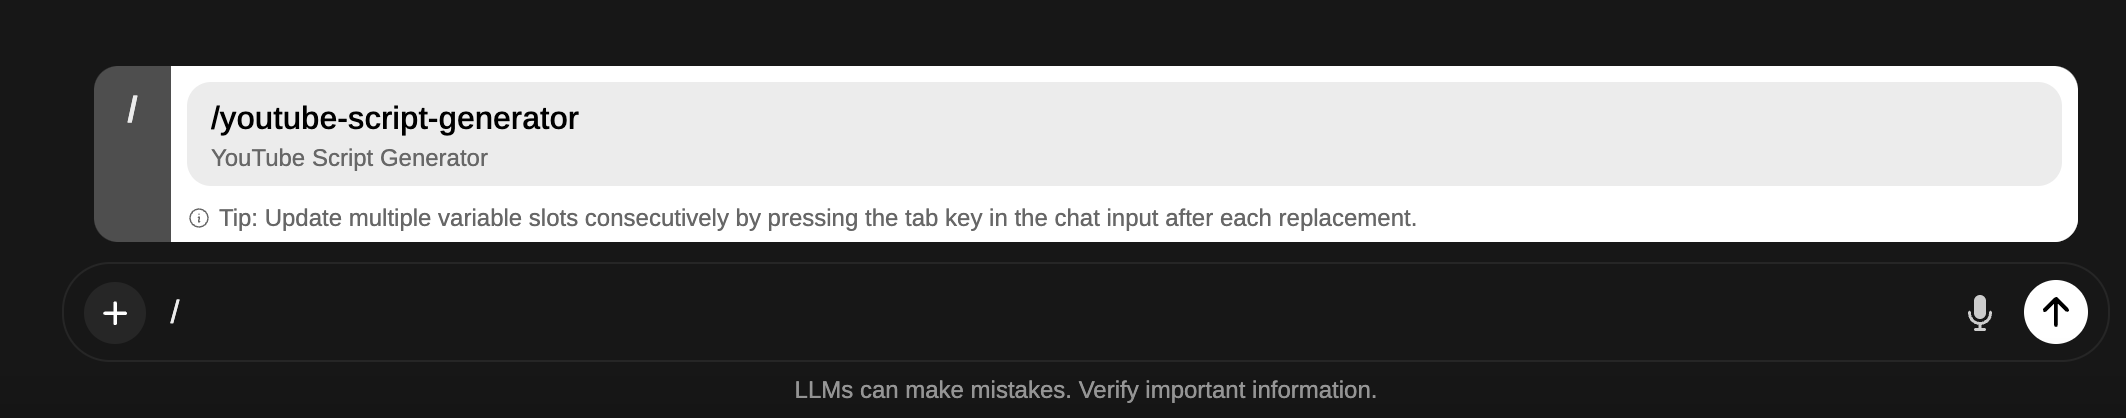 /
/youtube-script-generator
YouTube Script Generator
Tip: Update multiple variable slots consecutively by pressing the tab key in the chat input after each replacement.
/
LLMs can make mistakes. Verify important information.